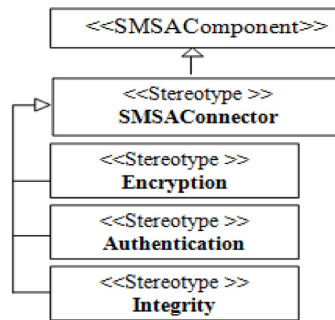 <<SMSAComponent>>
<<Stereotype >>
SMSAConnector
<<Stereotype >>
Encryption
<<Stereotype >>
Authentication
<<Stereotype >>
Integrity